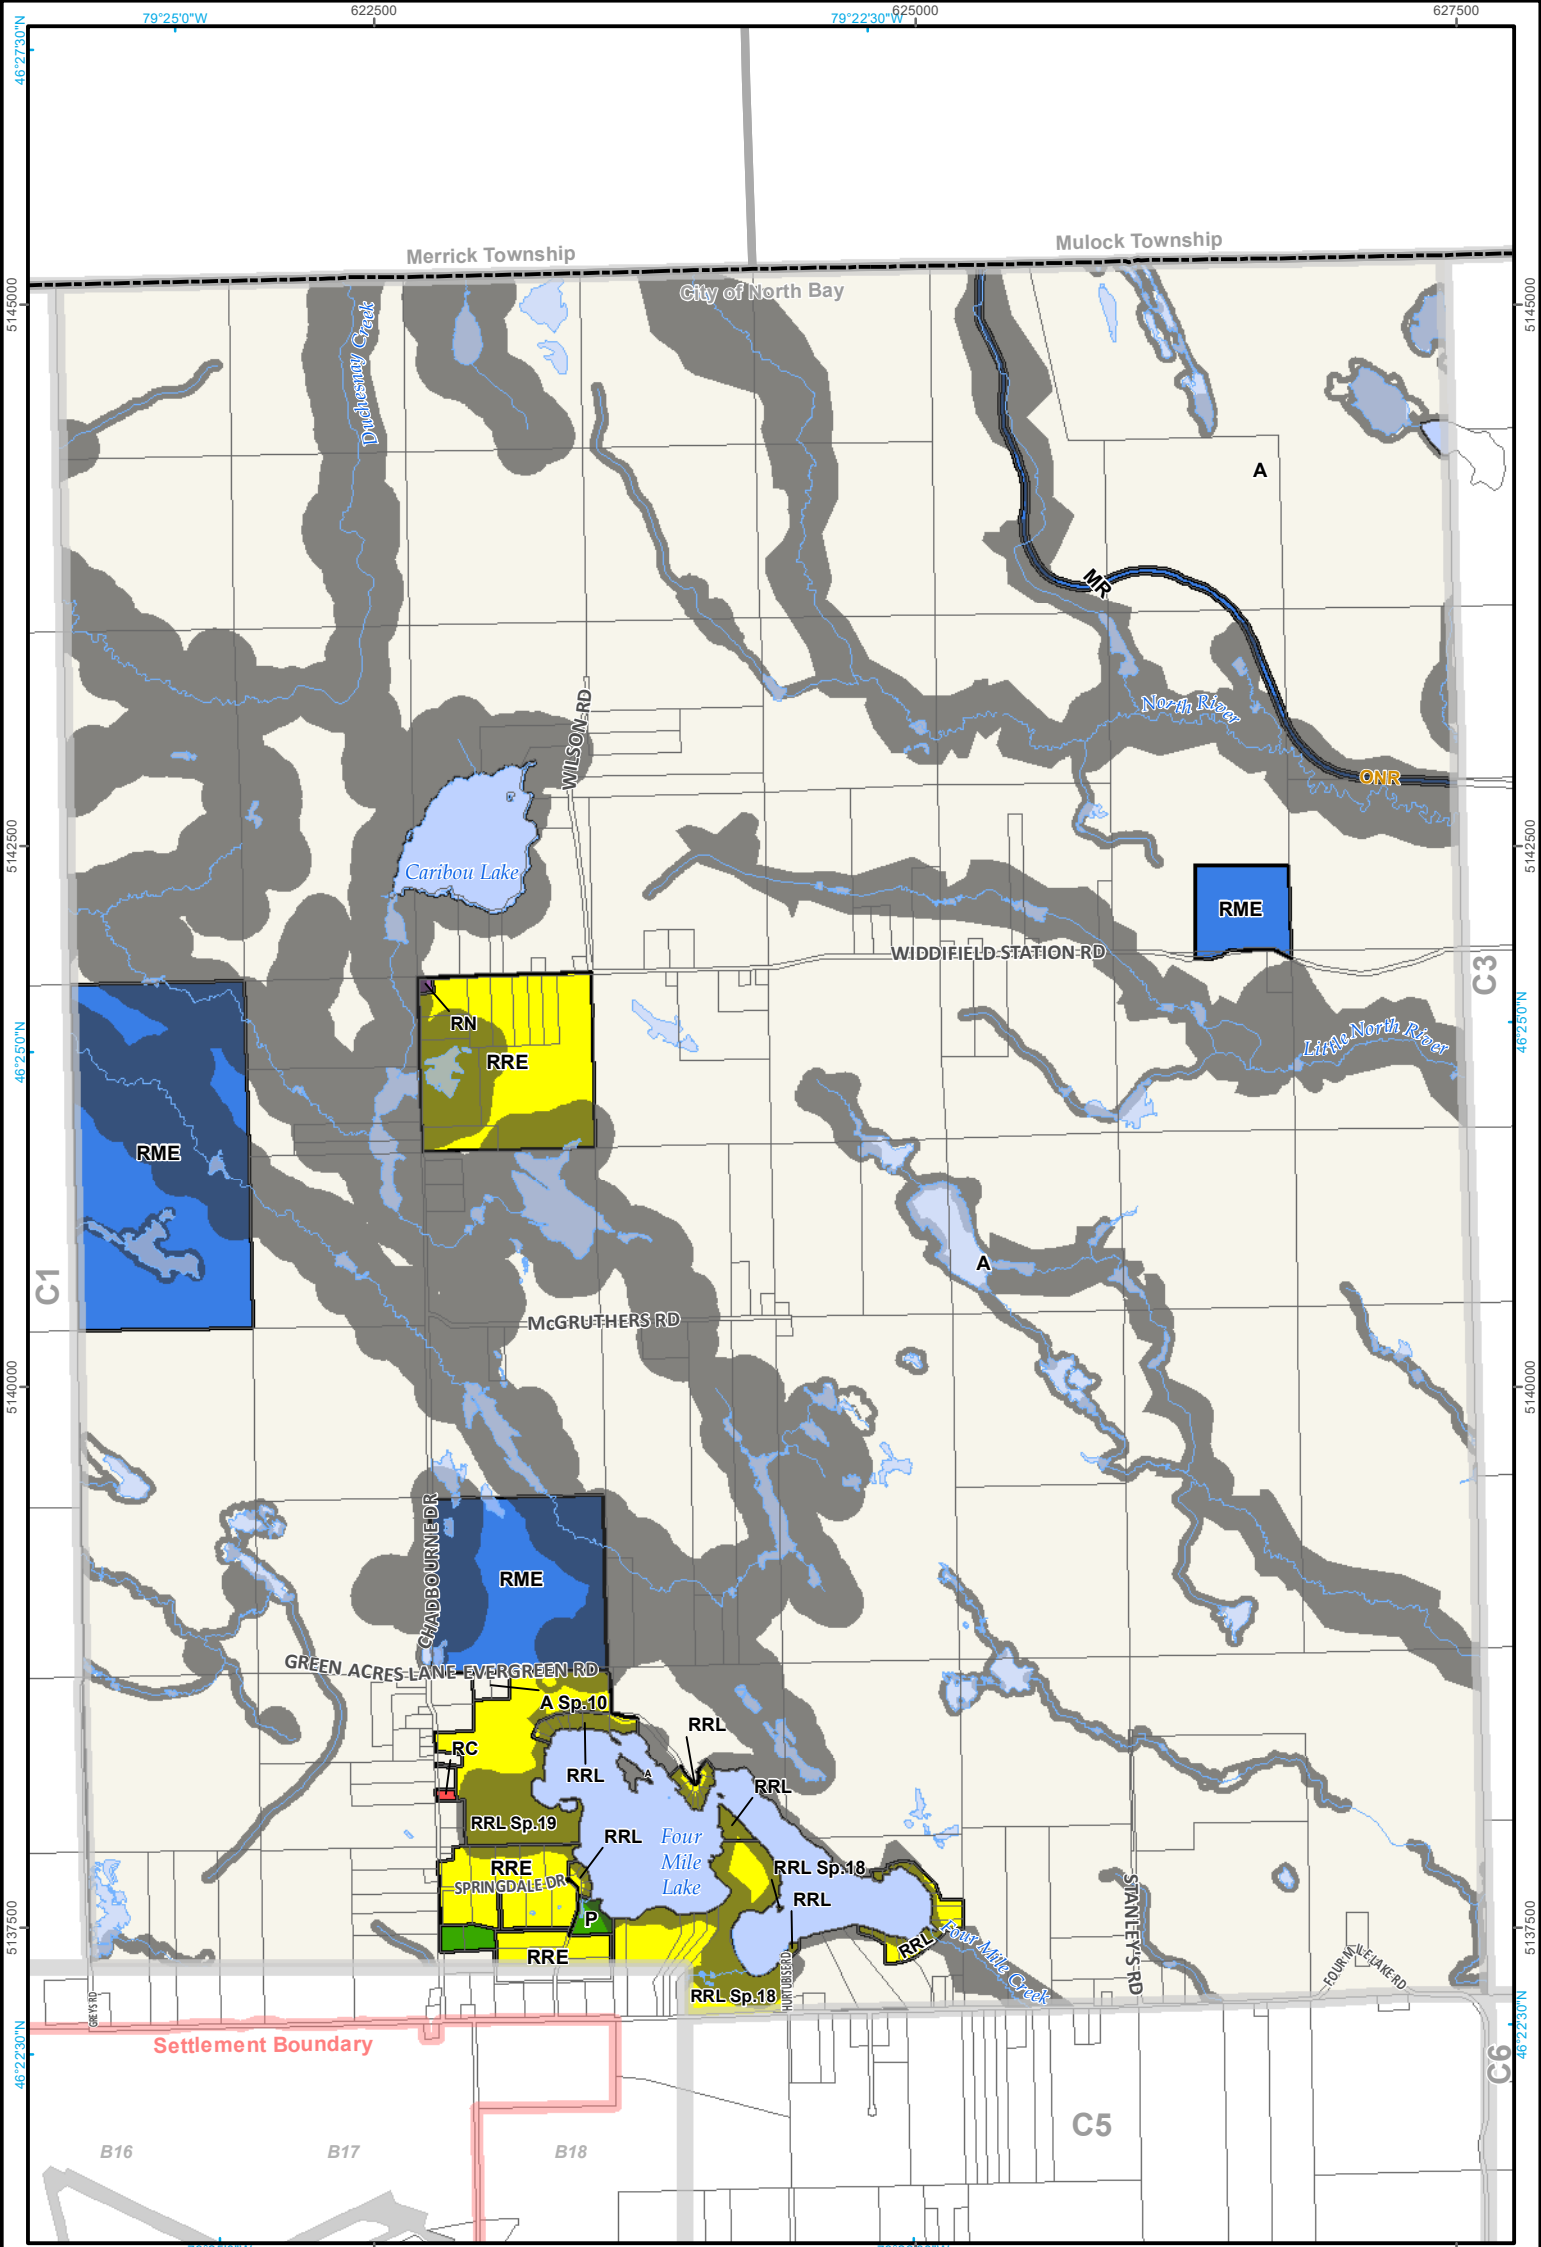 622500
625000
627500
79°25'0"W
79°22'30"W
46°27'30"N
Merrick Township
Mulock Township
City of North Bay
5145000
5145000
Duchesnay Creek
A
MR
North River
WILSON RD
ONR
5142500
5142500
Caribou Lake
RME
WIDDIFIELD STATION RD
C3
RN
RRE
46°25'0"N
46°25'0"N
Little North River
RME
A
C1
McGRUTHERS RD
5140000
5140000
CHADBOURNE DR
RME
GREEN ACRES LANE EVERGREEN RD
A Sp.10
RRL
RC
RRL
A
RRL
RRL Sp.19
RRL
Four
Mile
Lake
RRE
RRL Sp.18
SPRINGDALE DR
RRL
P
5137500
5137500
RRL
Four Mile Creek
STANLEY'S RD
RRE
HURTUBISE RD
FOUR MILE LAKE RD
RRL Sp.18
GREYS RD
46°22'30"N
46°22'30"N
Settlement Boundary
C6
C5
B16
B17
B18